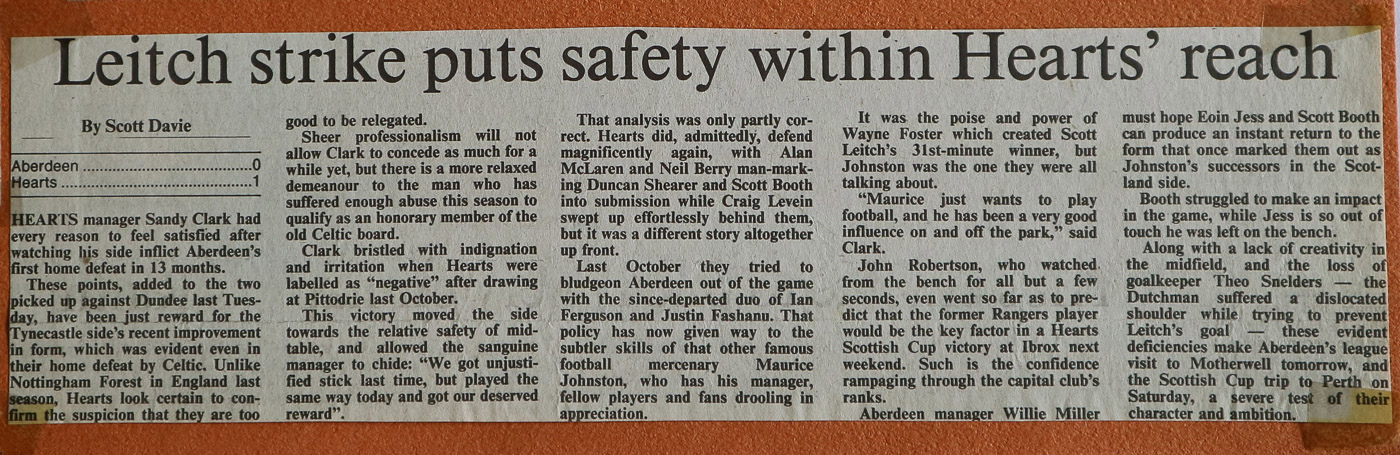 Leitch strike puts safety within Hearts' reach
By Scott Davie
Aberdeen ....................................0
Hearts ........................................1
HEARTS manager Sandy Clark had
every reason to feel satisfied after
watching his side inflict Aberdeen's
first home defeat in 13 months.
These points, added to the two
picked up against Dundee last Tues-
day, have been just reward for the
Tynecastle side's recent improvement
in form, which was evident even in
their home defeat by Celtic. Unlike
Nottingham Forest in England last
season, Hearts look certain to con-
firm the suspicion that they are too
good to be relegated.
Sheer professionalism will not
allow Clark to concede as much for a
while yet, but there is a more relaxed
demeanour to the man who has
suffered enough abuse this season to
qualify as an honorary member of the
old Celtic board.
Clark bristled with indignation
and irritation when Hearts were
labelled as "negative" after drawing
at Pittodrie last October.
This victory moved the side
towards the relative safety of mid-
table, and allowed the sanguine
manager to chide: "We got unjusti-
fied stick last time, but played the
same way today and got our deserved
reward".
That analysis was only partly cor-
rect. Hearts did, admittedly, defend
magnificently again, with Alan
McLaren and Neil Berry man-mark-
ing Duncan Shearer and Scott Booth
into submission while Craig Levein
swept up effortlessly behind them,
but it was a different story altogether
up front.
Last October they tried to
bludgeon Aberdeen out of the game
with the since-departed duo of Ian
Ferguson and Justin Fashanu. That
policy has now given way to the
subtler skills of that other famous
football mercenary Maurice
Johnston, who has his manager,
fellow players and fans drooling in
appreciation.
It was the poise and power of
Wayne Foster which created Scott
Leitch's 31st-minute winner, but
Johnston was the one they were all
talking about.
"Maurice just wants to play
football, and he has been a very good
influence on and off the park," said
Clark.
John Robertson, who watched
from the bench for all but a few
seconds, even went so far as to pre-
dict that the former Rangers player
would be the key factor in a Hearts
Scottish Cup victory at Ibrox next
weekend. Such is the confidence
rampaging through the capital club's
ranks.
Aberdeen manager Willie Miller
must hope Eoin Jess and Scott Booth
can produce an instant return to the
form that once marked them out as
Johnston's successors in the Scot-
land side.
Booth struggled to make an impact
in the game, while Jess is so out of
touch he was left on the bench.
Along with a lack of creativity in
the midfield, and the loss of
goalkeeper Theo Snelders — the
Dutchman suffered a dislocated
shoulder while trying to prevent
Leitch's goal — these evident
deficiencies make Aberdeen's league
visit to Motherwell tomorrow, and
the Scottish Cup trip to Perth on
Saturday, a severe test of their
character and ambition.